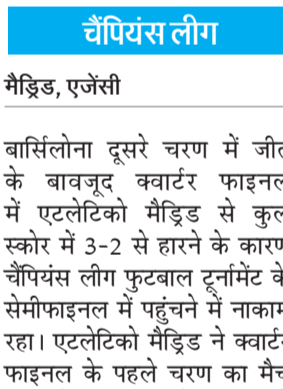 चैंपियंस लीग
मैड्रिड, एजेंसी
बार्सिलोना दूसरे चरण में जीत
के बावजूद क्वार्टर फाइनल
में एटलेटिको मैड्रिड से कुल
स्कोर में 3-2 से हारने के कारण
चैंपियंस लीग फुटबाल टूर्नामेंट के
सेमीफाइनल में पहुंचने में नाकाम
रहा। एटलेटिको मैड्रिड ने क्वार्टर
फाइनल के पहले चरण का मैच